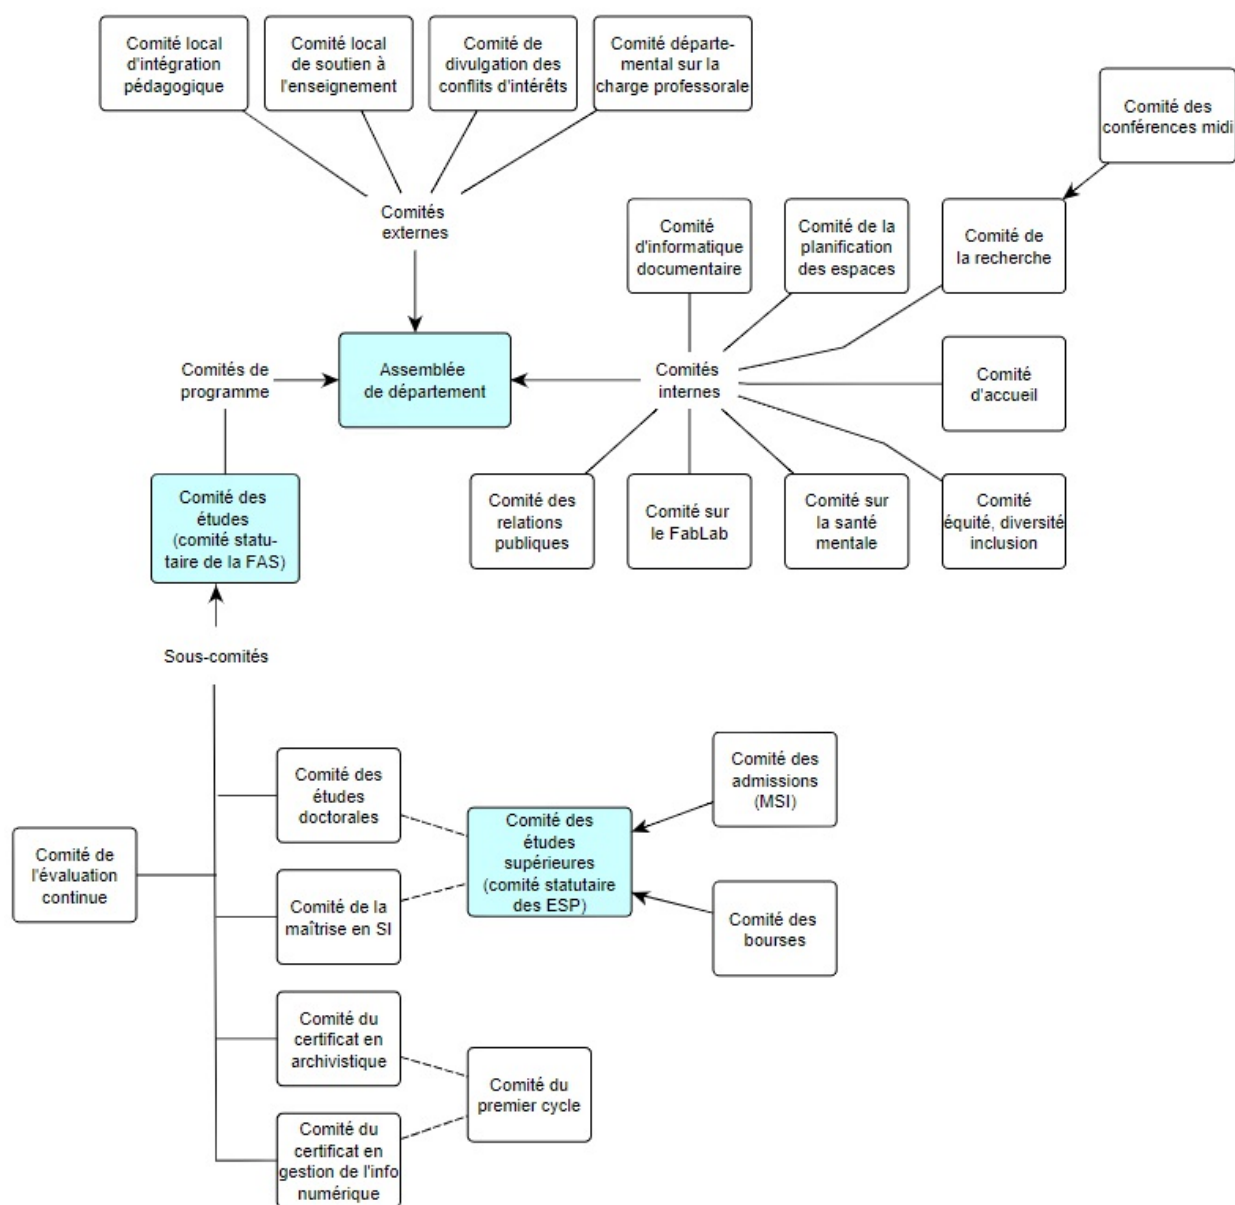 Comité local
d'intégration
pédagogique
Comité local
de soutien à
l'enseignement
Comité de
divulgation des
conflits d'intérêts
Comité départe-
mental sur la
charge professorale
Comité des
conférences midi
Comités
externes
Comité
d'informatique
documentaire
Comité de la
planification
des espaces
Comité de
la recherche
Comités de
programme
Assemblée
de département
Comités
internes
Comité
d'accueil
Comité des
études
(comité statu-
taire de la FAS)
Comité des
relations
publiques
Comité sur
le FabLab
Comité sur
la santé
mentale
Comité
équité, diversité
inclusion
Sous-comités
Comité des
études
doctorales
Comité des
études
supérieures
(comité statutaire
des ESP)
Comité des
admissions
(MSI)
Comité de
l'évaluation
continue
Comité de la
maîtrise en SI
Comité des
bourses
Comité du
certificat en
archivistique
Comité du
premier cycle
Comité du
certificat en
gestion de l'info
numérique